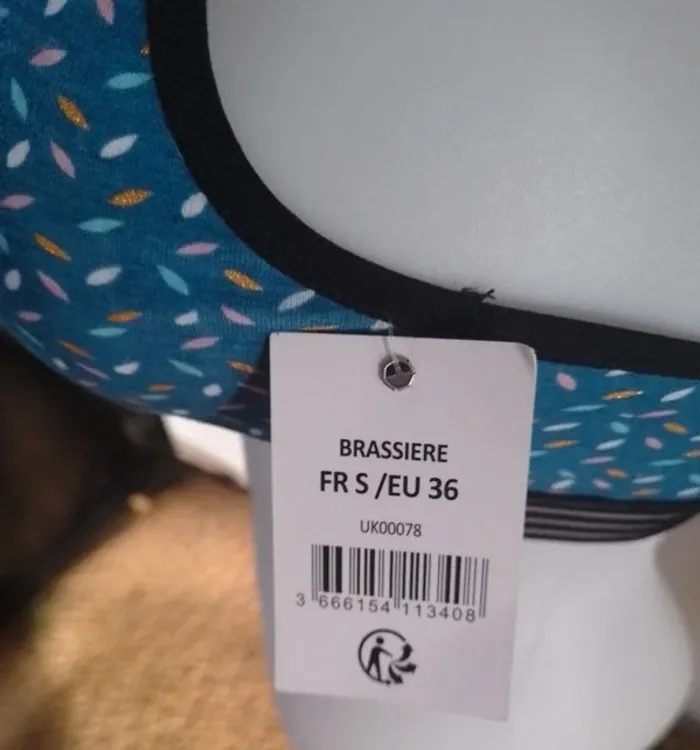 BRASSIERE
FR S /EU 36
UK00078
3 666154 113408